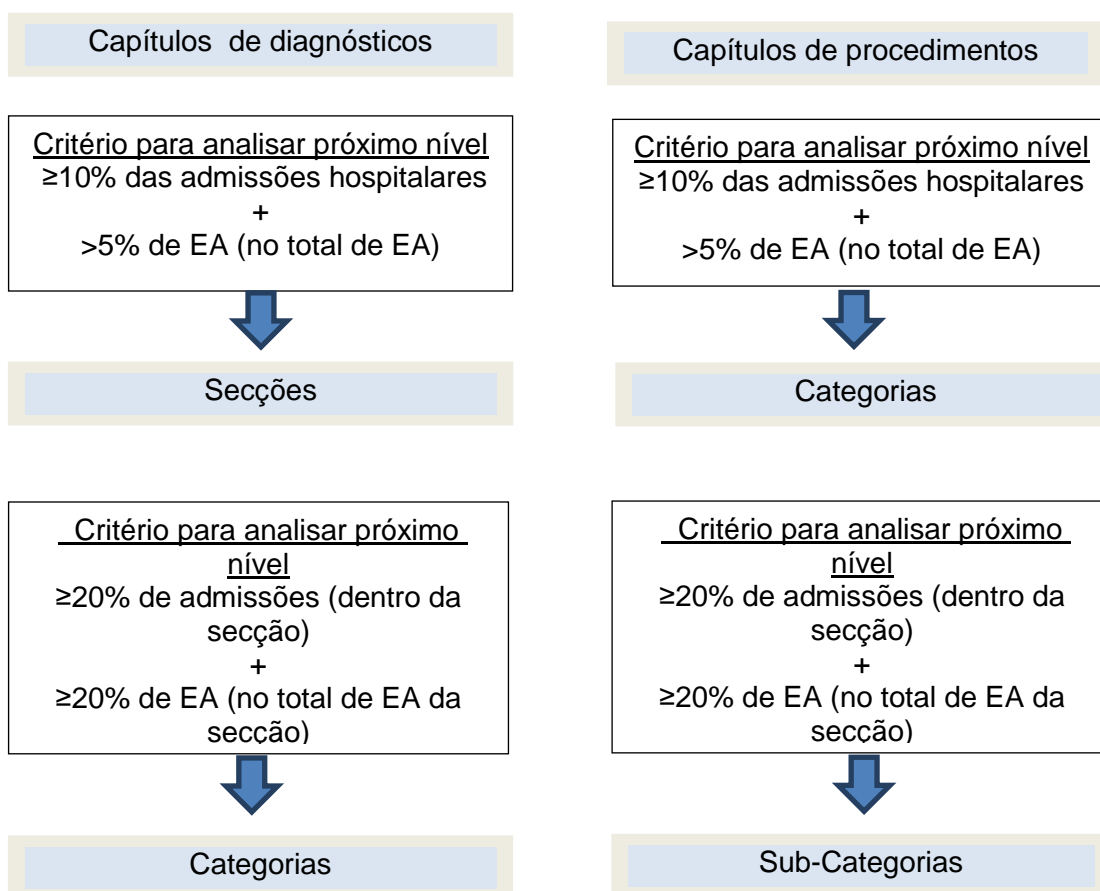 Capítulos de diagnósticos
Critério para analisar próximo nível
≥10% das admissões hospitalares
+
>5% de EA (no total de EA)
Secções
Critério para analisar próximo
nível
≥20% de admissões (dentro da
secção)
+
≥20% de EA (no total de EA da
secção)
Categorias
Capítulos de procedimentos
Critério para analisar próximo nível
≥10% das admissões hospitalares
+
>5% de EA (no total de EA)
Categorias
Critério para analisar próximo
nível
≥20% de admissões (dentro da
secção)
+
≥20% de EA (no total de EA da
secção)
Sub-Categorias